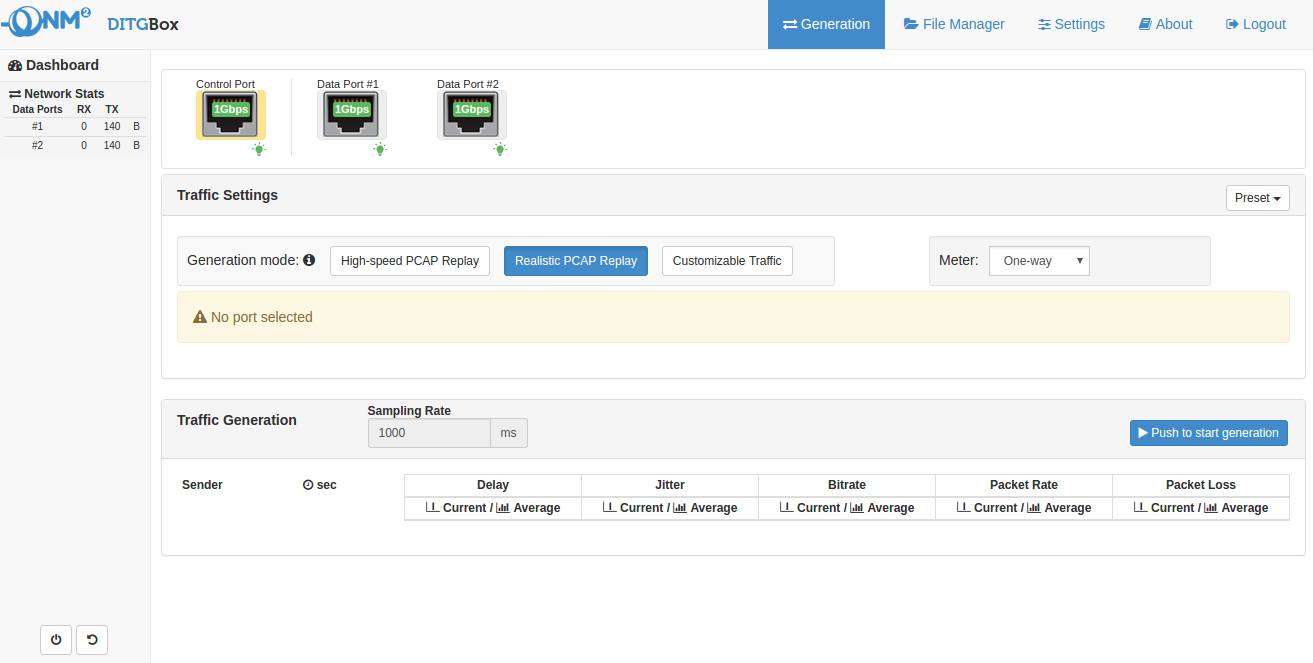 ONM2 DITGBox
Generation File Manager Settings About Logout
Dashboard
Network Stats
Data Ports RX TX
#1 0 140 B
#2 0 140 B
Control Port Data Port #1 Data Port #2
1Gbps 1Gbps 1Gbps
Traffic Settings Preset
Generation mode: High-speed PCAP Replay Realistic PCAP Replay Customizable Traffic Meter: One-way
No port selected
Traffic Generation
Sampling Rate
1000 ms
Push to start generation
Sender sec Delay Jitter Bitrate Packet Rate Packet Loss
Current / Average Current / Average Current / Average Current / Average Current / Average